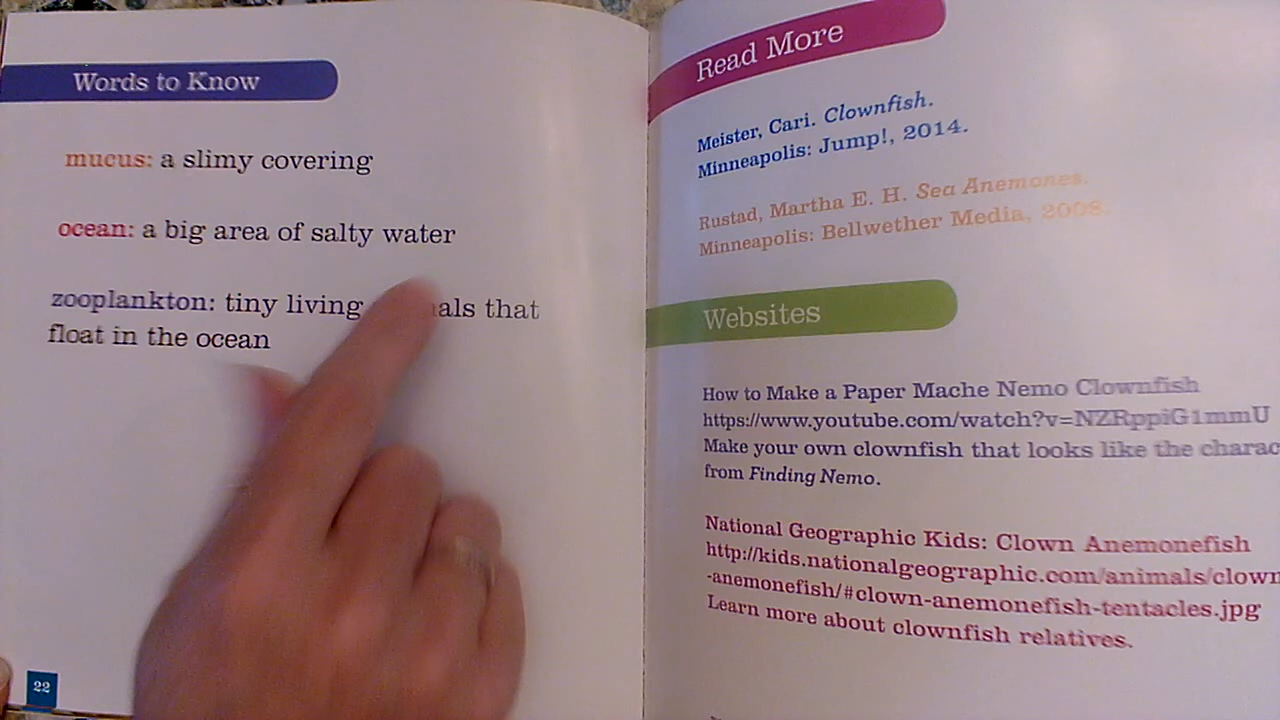 Words to Know
mucus: a slimy covering
ocean: a big area of salty water
zooplankton: tiny living that
float in the ocean
22
Read More
Meister, Cari. Clownfish.
Minneapolis: Jump!, 2014.
Rustad, Martha E. H. Sea Anemones.
Minneapolis: Bellwether Media, 2008.
Websites
How to Make a Paper Mache Nemo Clownfish
https://www.youtube.com/watch?v=NZRppiG1mmU
Make your own clownfish that looks like the charac
from Finding Nemo.
National Geographic Kids: Clown Anemonefish
http://kids.nationalgeographic.com/animals/clown
-anemonefish/#clown-anemonefish-tentacles.jpg
Learn more about clownfish relatives.